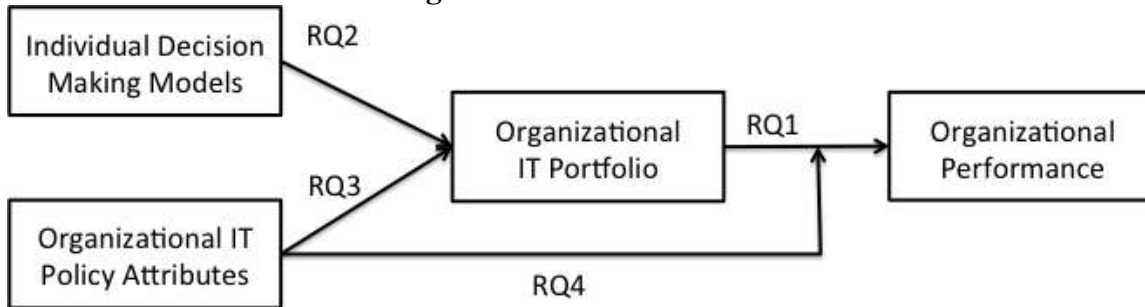 Individual Decision
Making Models
RQ2
Organizational
IT Portfolio
RQ1
Organizational
Performance
RQ3
Organizational IT
Policy Attributes
RQ4